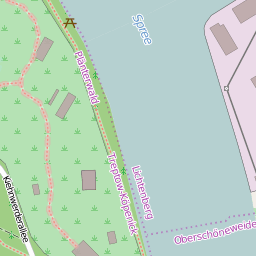 Spree
Plänterwald
Treptow-Köpenick
Lichtenberg
Kiehnwerderallee
Oberschöneweide